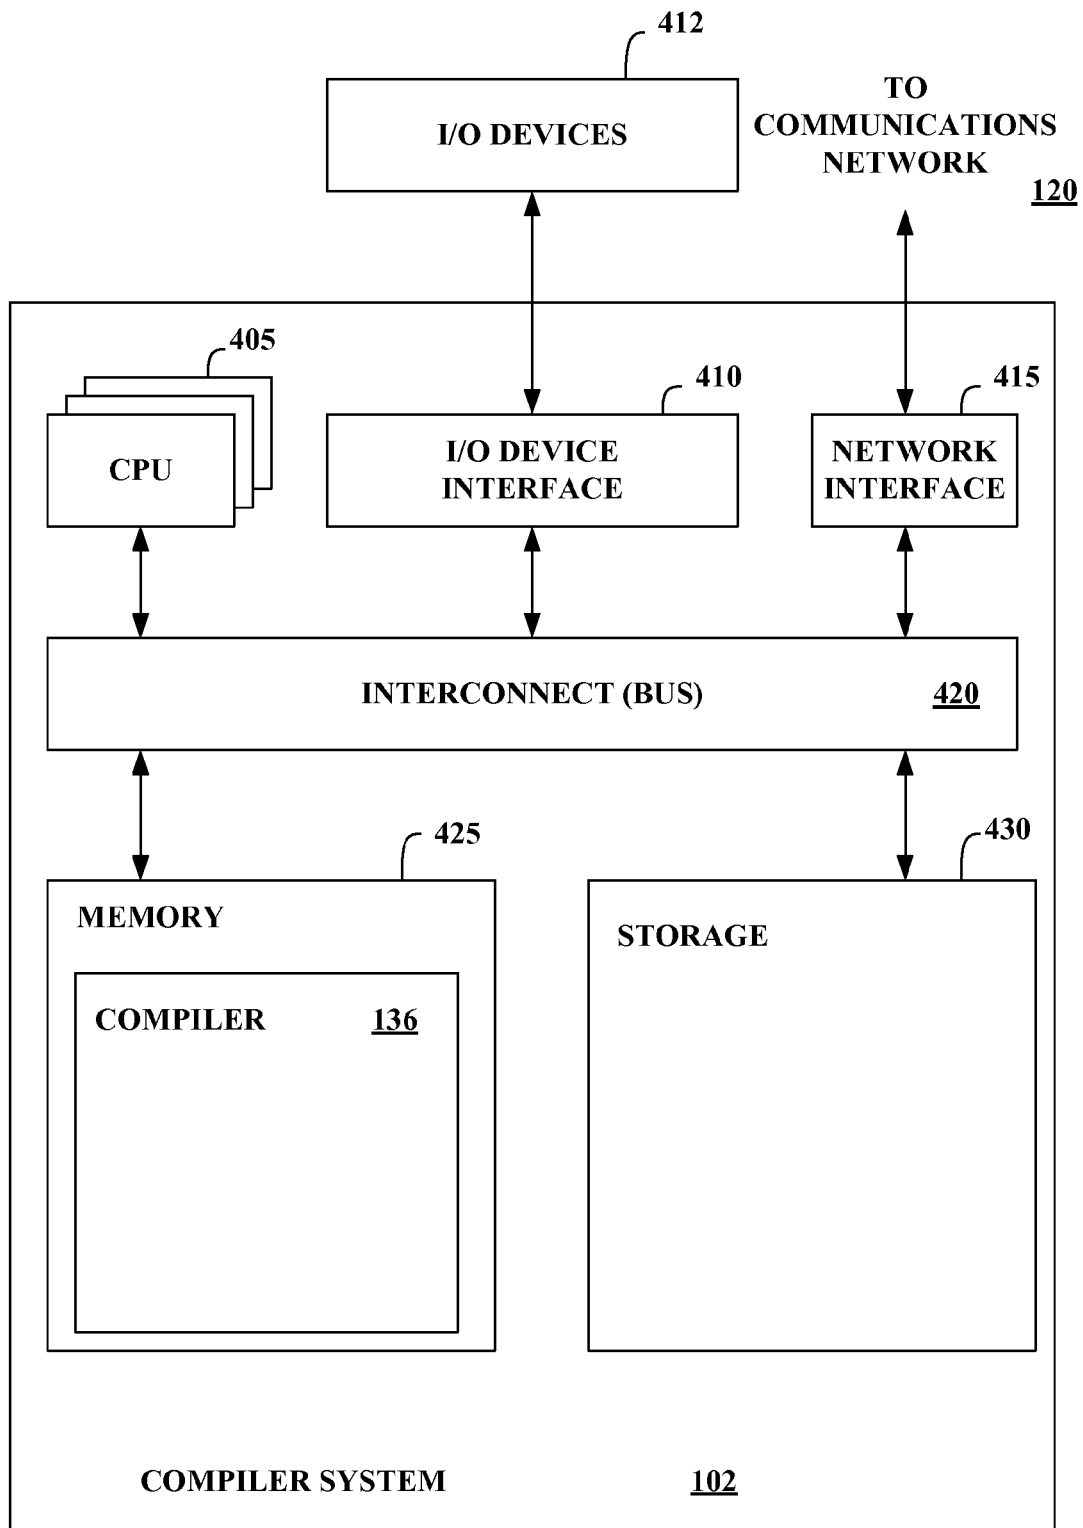 412
I/O DEVICES
TO
COMMUNICATIONS
NETWORK
120
405
CPU
410
I/O DEVICE
INTERFACE
415
NETWORK
INTERFACE
INTERCONNECT (BUS)
420
425
MEMORY
COMPILER
136
430
STORAGE
COMPILER SYSTEM
102